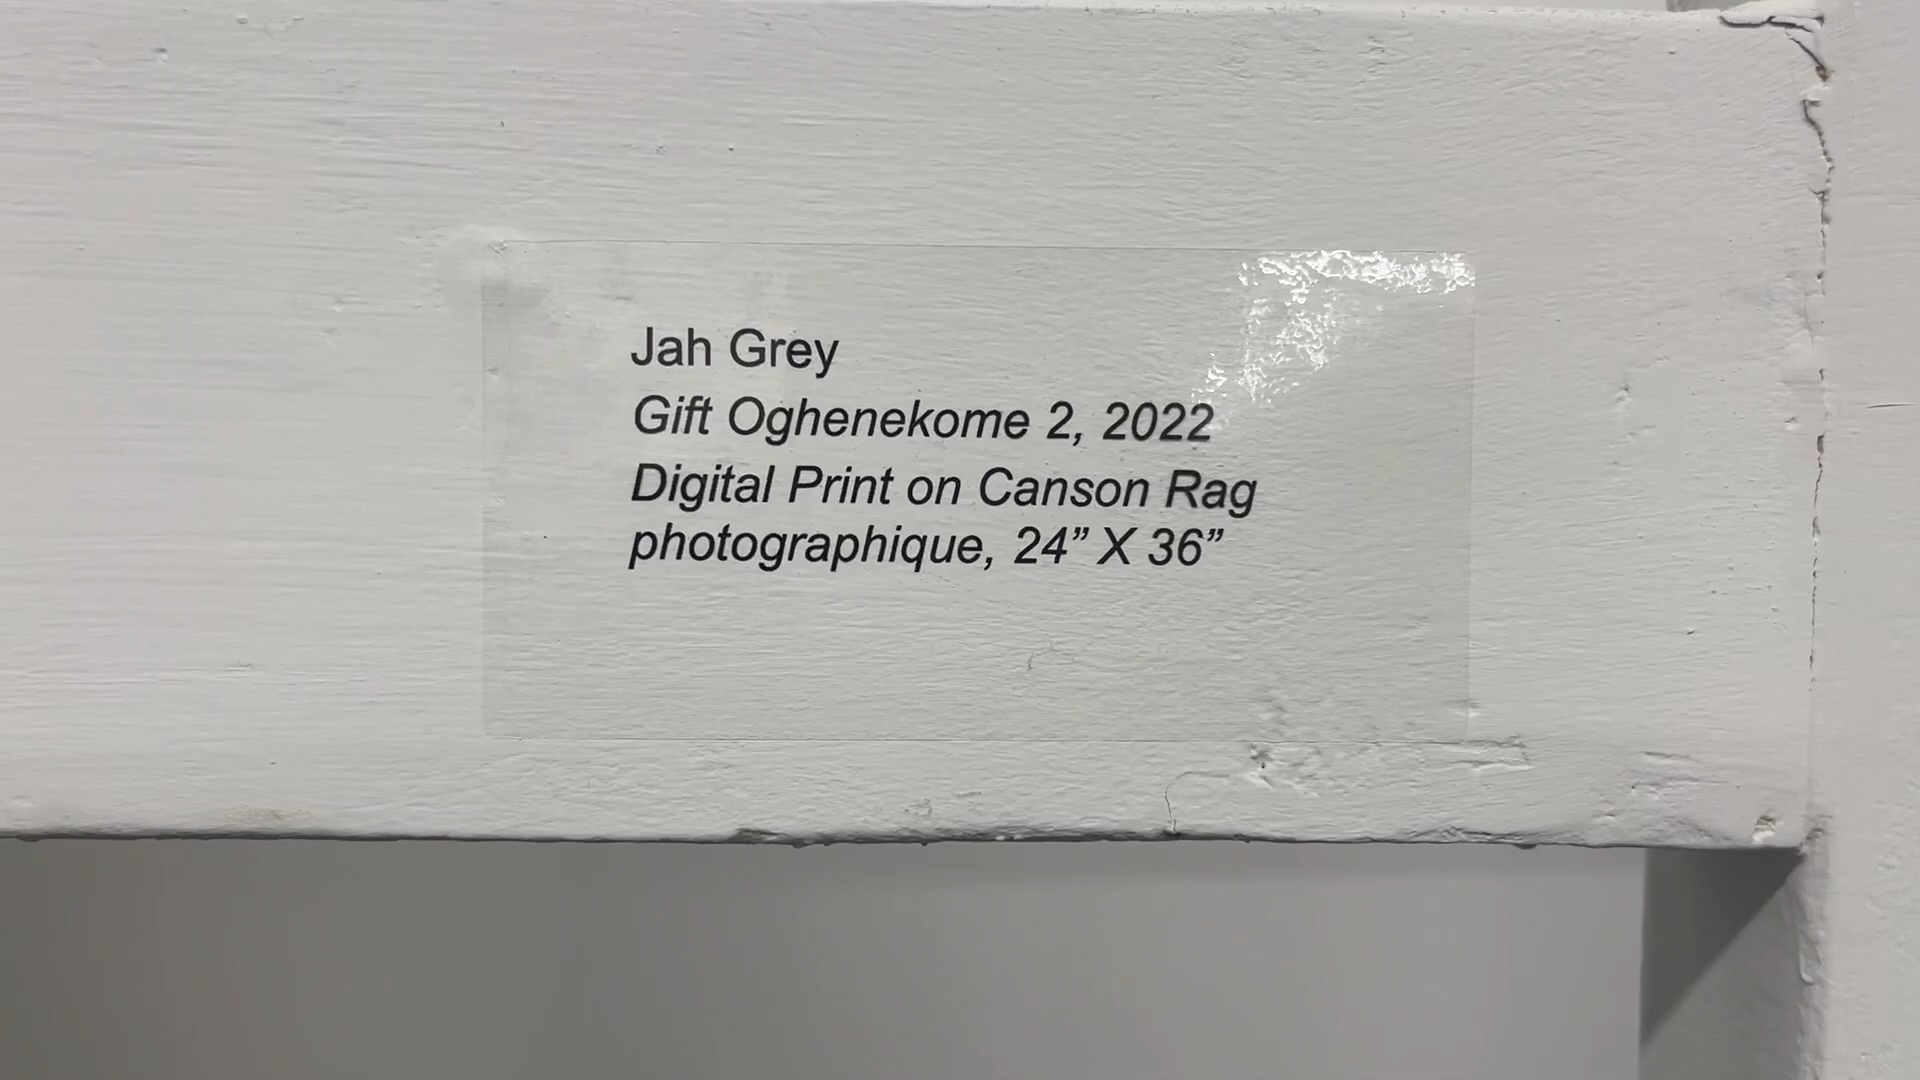 Jah Grey
Gift Oghenekome 2, 2022
Digital Print on Canson Rag
photographique, 24” X 36”